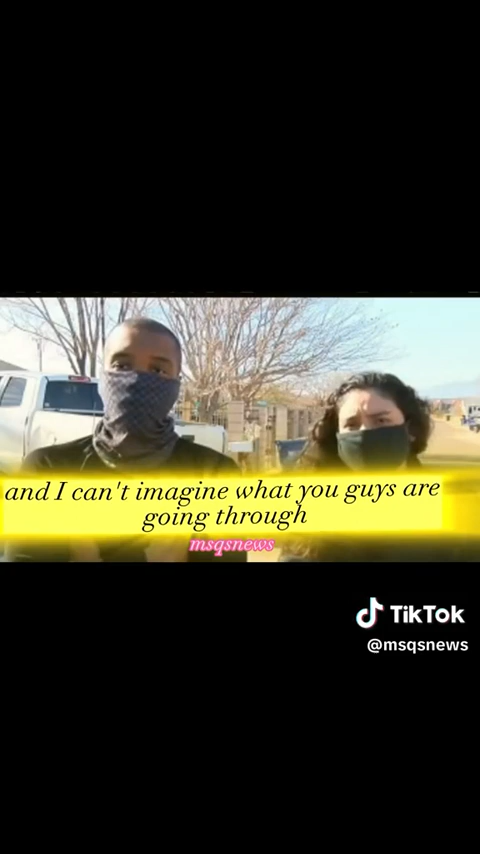 and I can't imagine what you guys are
going through
msqsnews
TikTok
@msqsnews